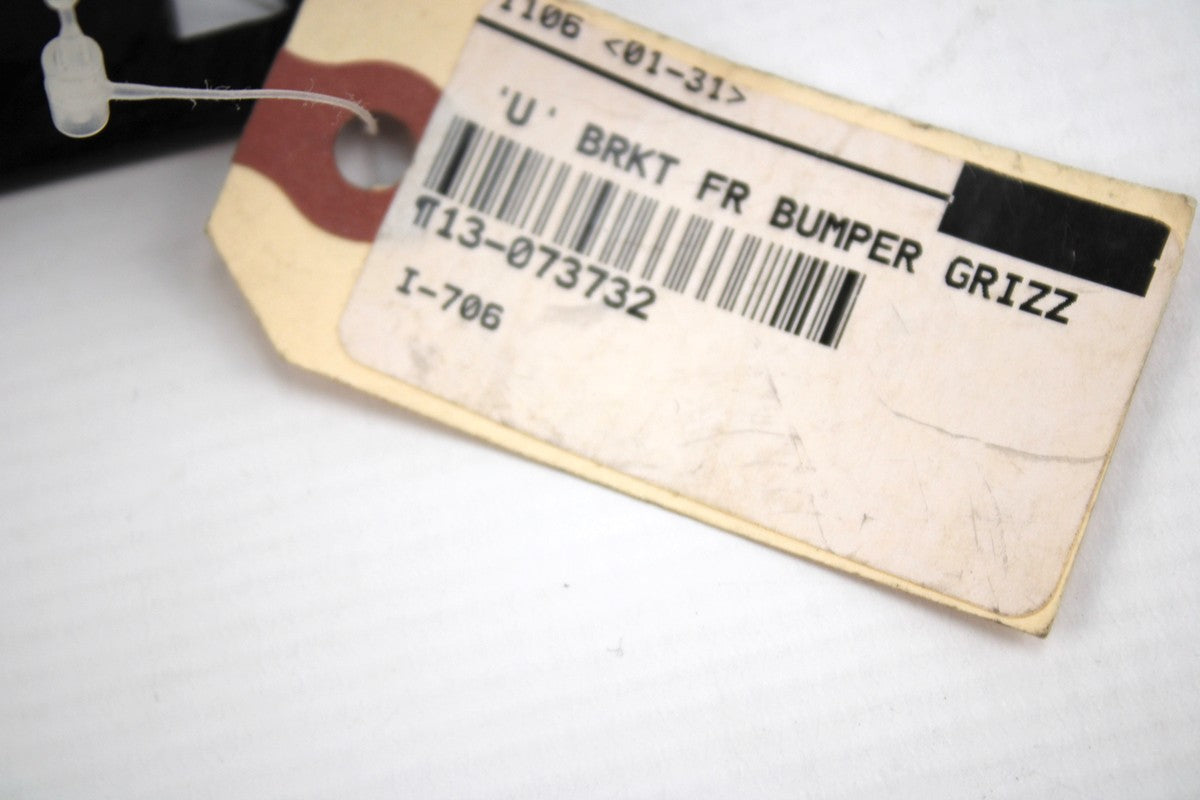 1106 <01-31>
'U' BRKT FR BUMPER GRIZZ
¶13-073732
I-706